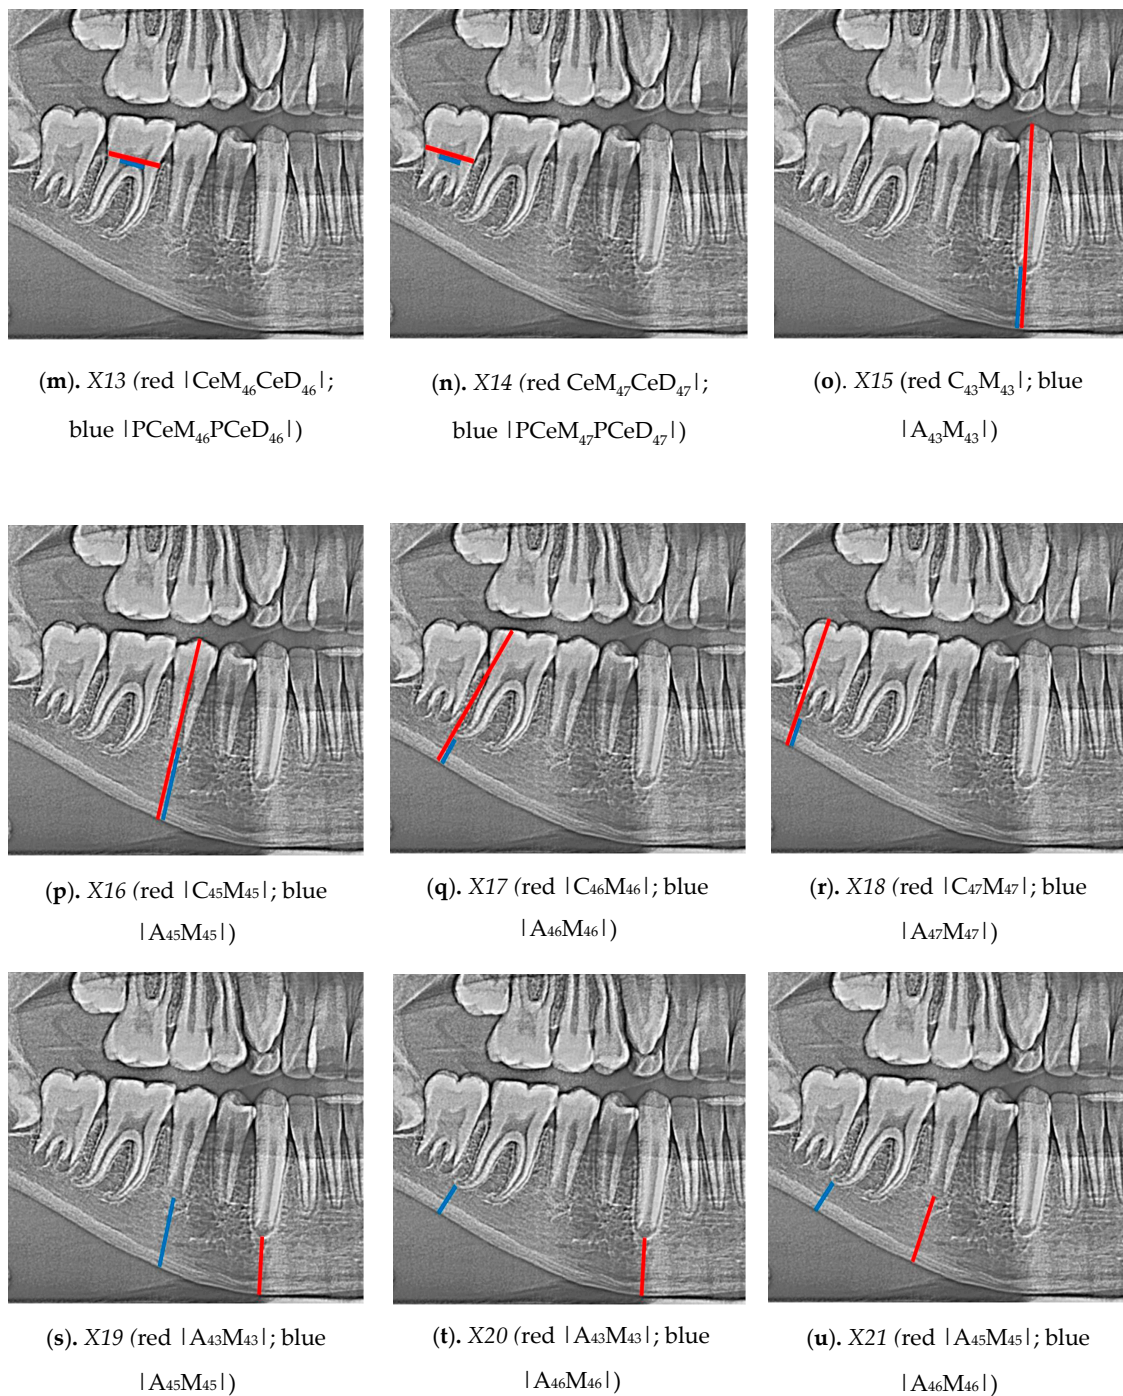 (m). X13 (red |CeM₄₆CeD₄₆|;
blue |PCeM₄₆PCeD₄₆|)
(n). X14 (red CeM₄₇CeD₄₇|;
blue |PCeM₄₇PCeD₄₇|)
(o). X15 (red C₄₃M₄₃|; blue
|A₄₃M₄₃|)
(p). X16 (red |C₄₅M₄₅|; blue
|A₄₅M₄₅|)
(q). X17 (red |C₄₆M₄₆|; blue
|A₄₆M₄₆|)
(r). X18 (red |C₄₇M₄₇|; blue
|A₄₇M₄₇|)
(s). X19 (red |A₄₃M₄₃|; blue
|A₄₅M₄₅|)
(t). X20 (red |A₄₃M₄₃|; blue
|A₄₆M₄₆|)
(u). X21 (red |A₄₅M₄₅|; blue
|A₄₆M₄₆|)